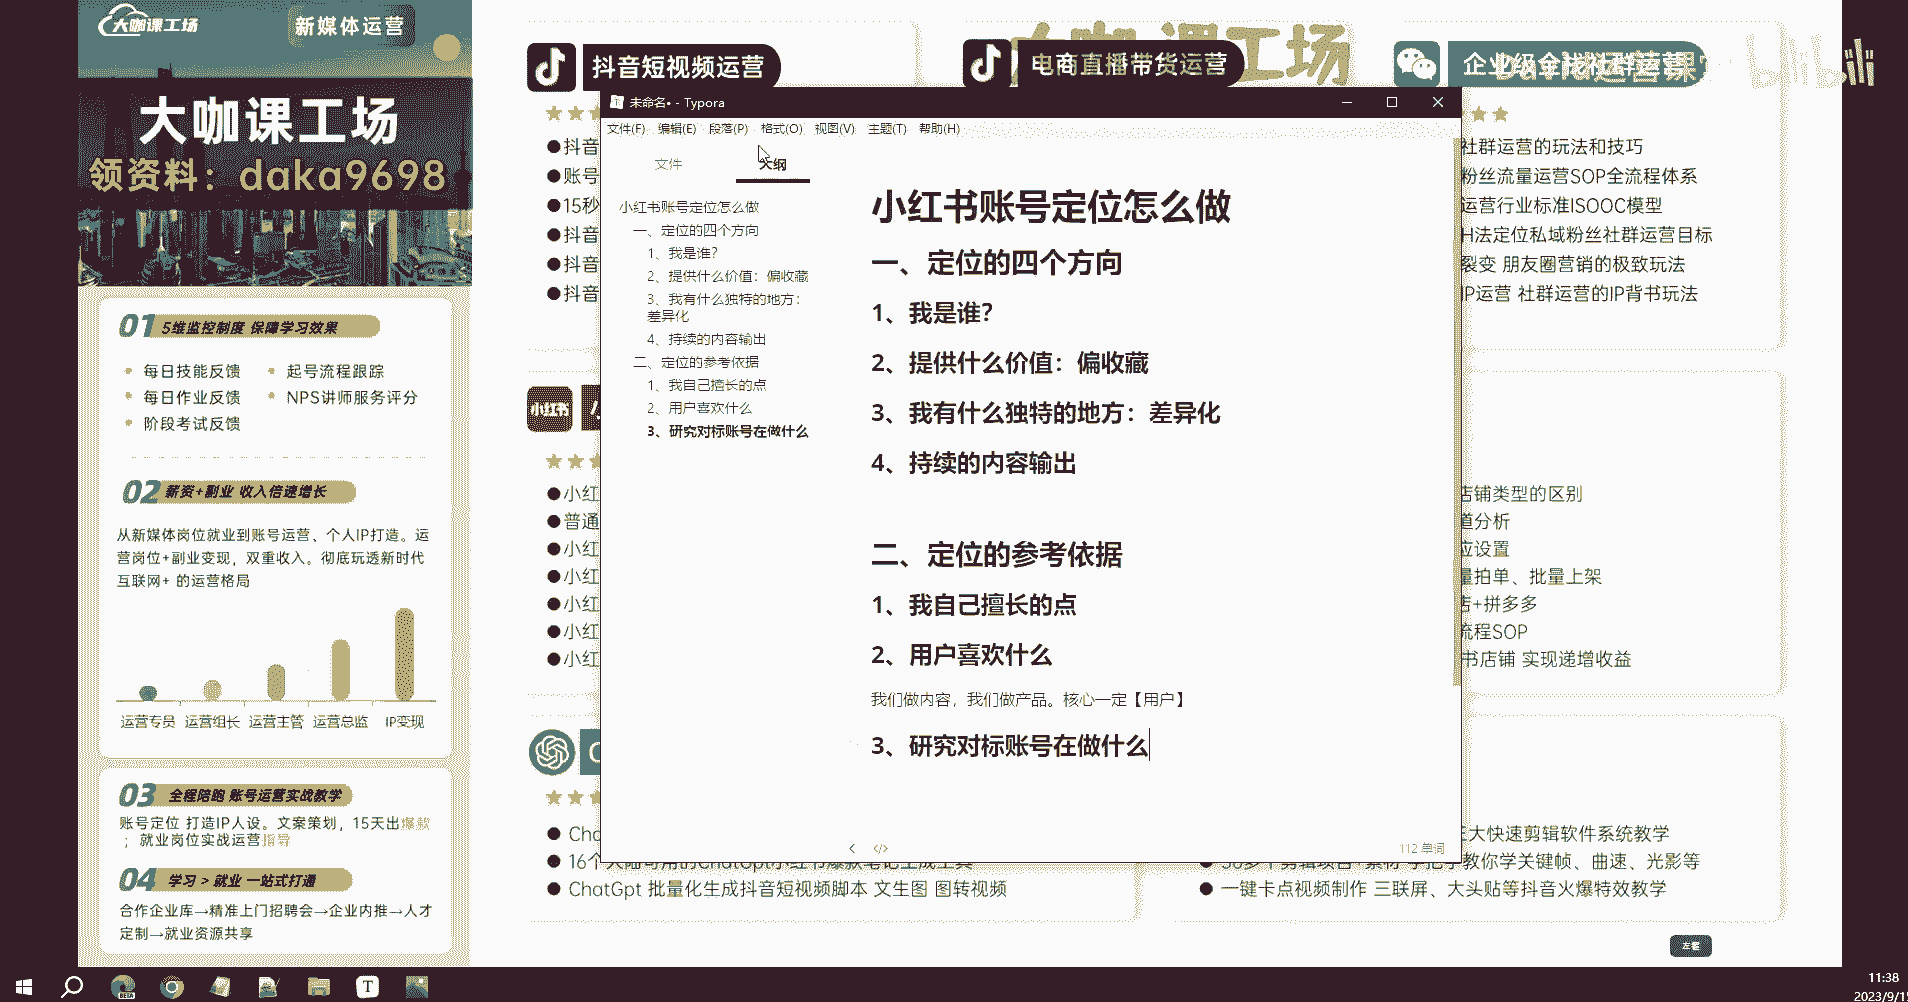 大咖课工场
新媒体运营
大咖课工场
领资料：daka9698
01 5维监控制度 保障学习效果
每日技能反馈
起号流程跟踪
每日作业反馈
NPS讲师服务评分
阶段考试反馈
02 薪资+副业 收入倍速增长
从新媒体岗位就业到账号运营、个人IP打造。运
营岗位+副业变现，双重收入。彻底玩透新时代
互联网+ 的运营格局
运营专员 运营组长 运营主管 运营总监 IP变现
03 全程陪跑 账号运营实战教学
账号定位 打造IP人设。文案策划，15天出爆款
；就业岗位实战运营指导
04 学习 > 就业 一站式打通
合作企业库→精准上门招聘会→企业内推→人才
定制→就业资源共享
抖音短视频运营
电商直播带货运营
企业级全栈社群运营
bilibili
●抖音
●账号
●15秒
●抖音
●抖音
●抖音
社群运营的玩法和技巧
粉丝流量运营SOP全流程体系
运营行业标准ISOOC模型
H法定位私域粉丝社群运营目标
裂变 朋友圈营销的极致玩法
IP运营 社群运营的IP背书玩法
小红书
●小红
●普通
●小红
●小红
●小红
●小红
●小红
店铺类型的区别
道分析
应设置
量拍单、批量上架
店+拼多多
流程SOP
书店铺 实现递增收益
未命名• - Typora
文件(F) 编辑(E) 段落(P) 格式(O) 视图(V) 主题(T) 帮助(H)
文件
大纲
小红书账号定位怎么做
一、定位的四个方向
1、我是谁？
2、提供什么价值：偏收藏
3、我有什么独特的地方：
差异化
4、持续的内容输出
二、定位的参考依据
1、我自己擅长的点
2、用户喜欢什么
3、研究对标账号在做什么
小红书账号定位怎么做
一、定位的四个方向
1、我是谁？
2、提供什么价值：偏收藏
3、我有什么独特的地方：差异化
4、持续的内容输出
二、定位的参考依据
1、我自己擅长的点
2、用户喜欢什么
我们做内容，我们做产品。核心一定【用户】
3、研究对标账号在做什么
112 单词
● ChatGpt 批量化生成抖音短视频脚本 文生图 图转视频
三大快速剪辑软件系统教学
教你学关键帧、曲速、光影等
● 一键卡点视频制作 三联屏、大头贴等抖音火爆特效教学
BETA
T
11:38